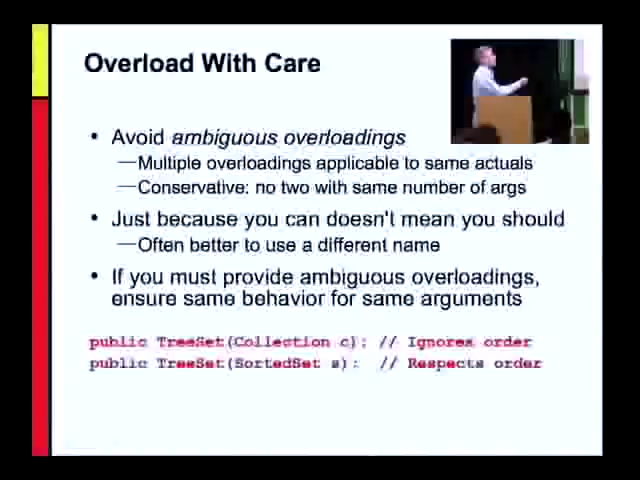 Overload With Care
• Avoid ambiguous overloadings
—Multiple overloadings applicable to same actuals
—Conservative: no two with same number of args
• Just because you can doesn't mean you should
—Often better to use a different name
• If you must provide ambiguous overloadings,
ensure same behavior for same arguments
public TreeSet(Collection c); // Ignores order
public TreeSet(SortedSet s); // Respects order